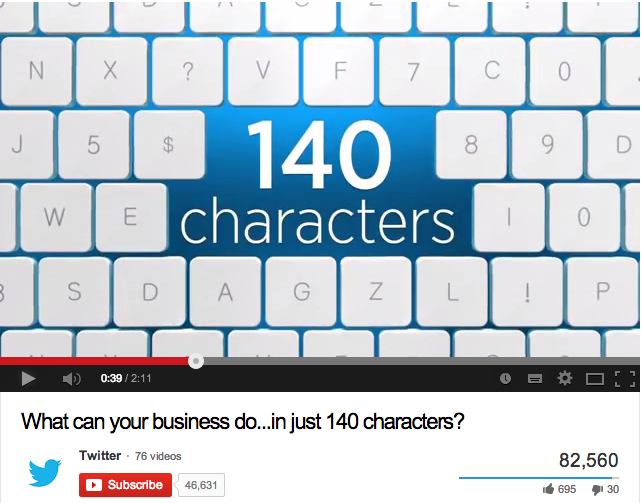 N X ? V F 7 C 0
J 5 $ 140 8 9 D
W E characters I 0
S D A G Z L ! P
0:39 / 2:11
What can your business do...in just 140 characters?
Twitter · 76 videos
Subscribe 46,631
82,560
695 30